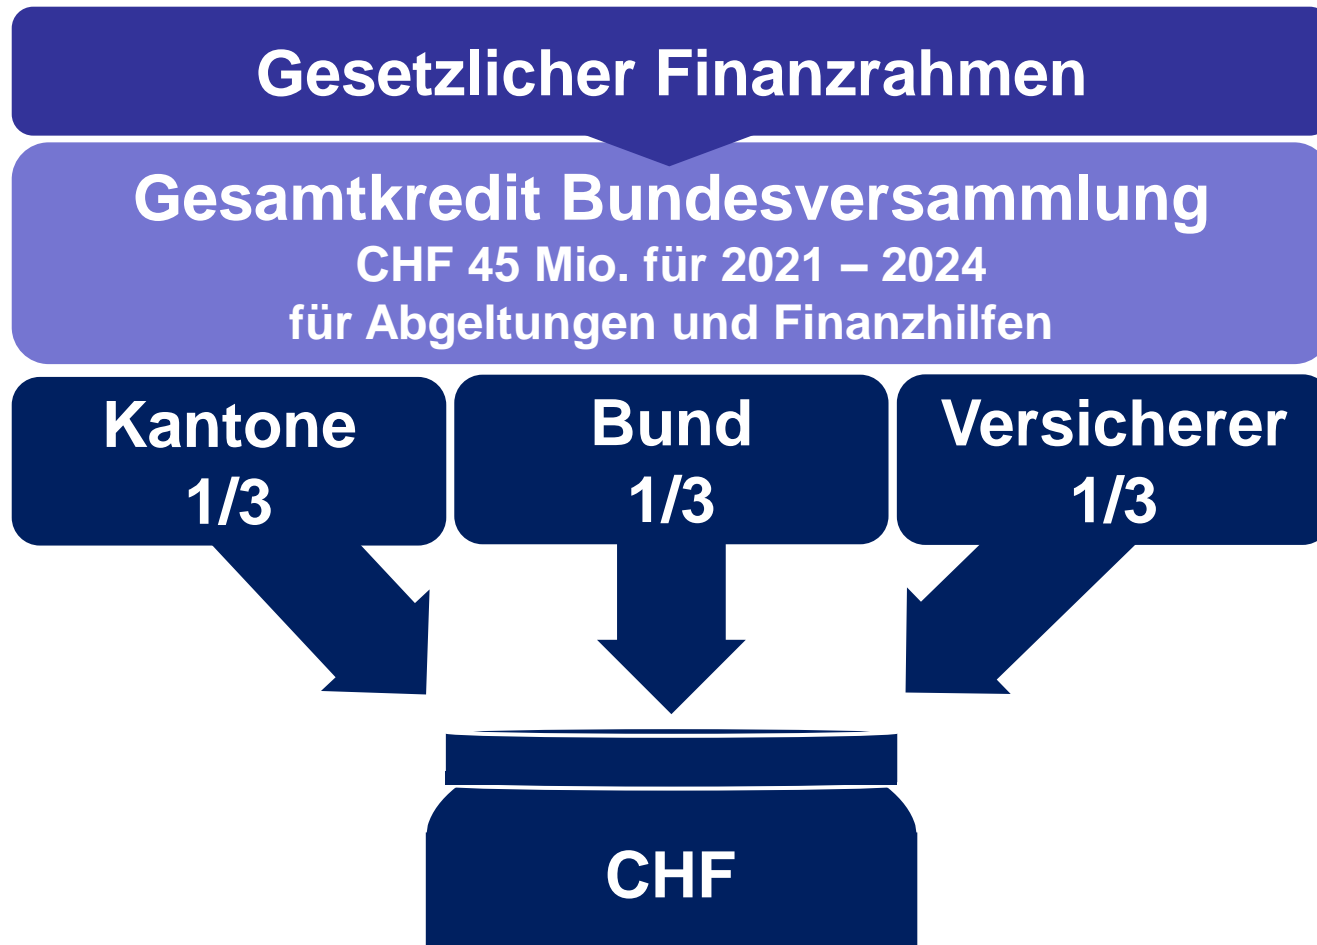 Gesetzlicher Finanzrahmen
Gesamtkredit Bundesversammlung
CHF 45 Mio. für 2021 – 2024
für Abgeltungen und Finanzhilfen
Kantone
1/3
Bund
1/3
Versicherer
1/3
CHF